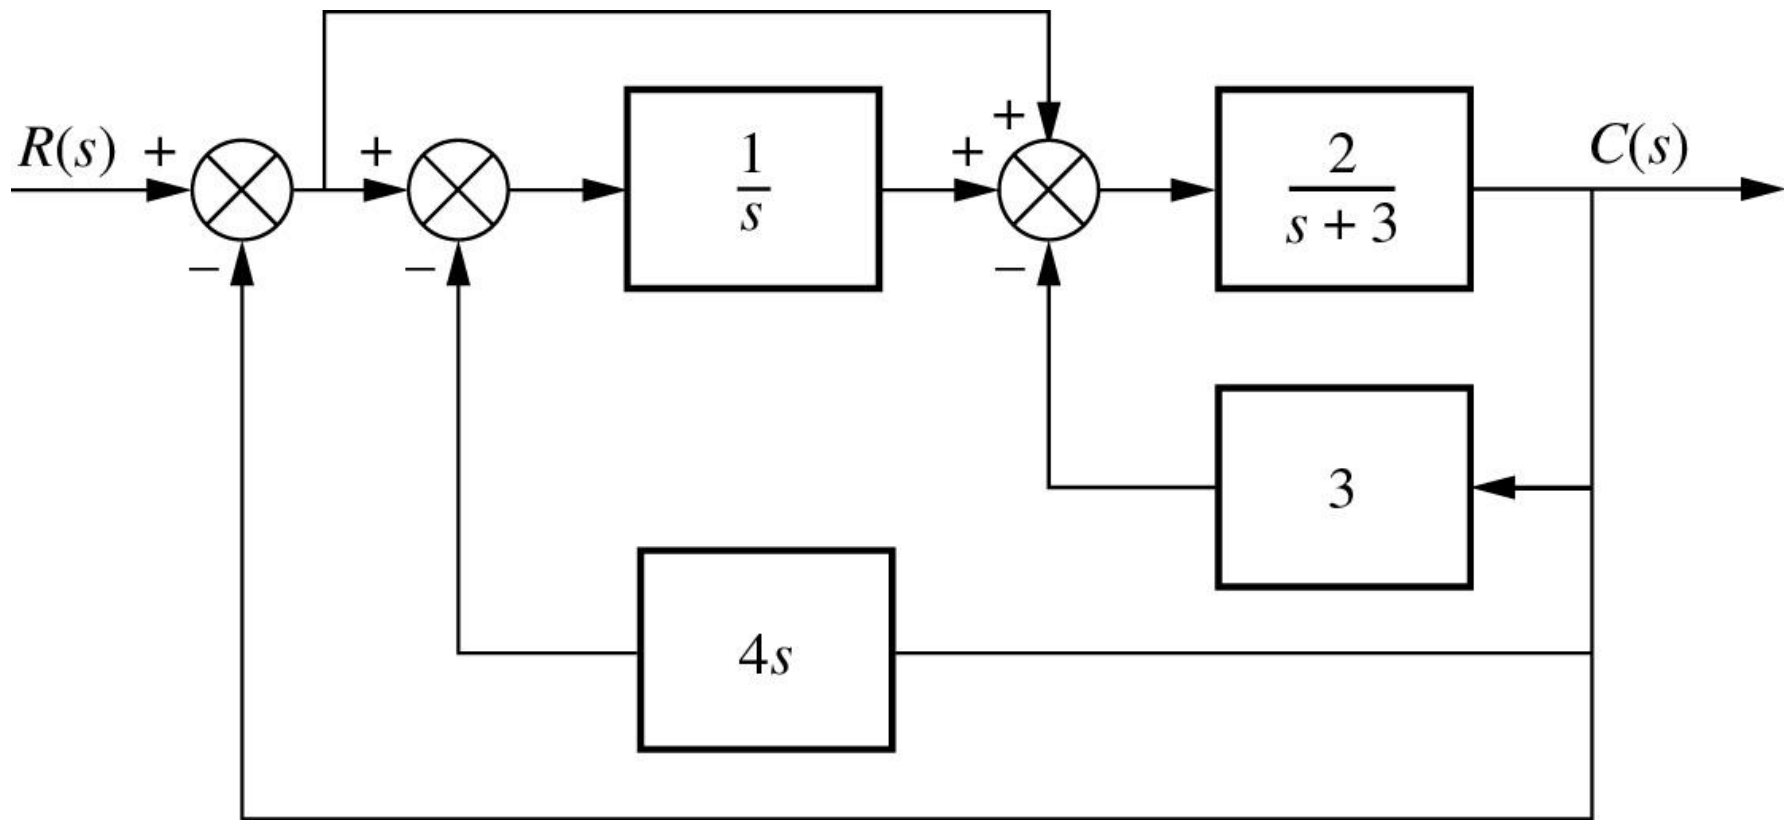 R(s) + + 1 + + 2 C(s)
s s + 3
− − −
3
4s